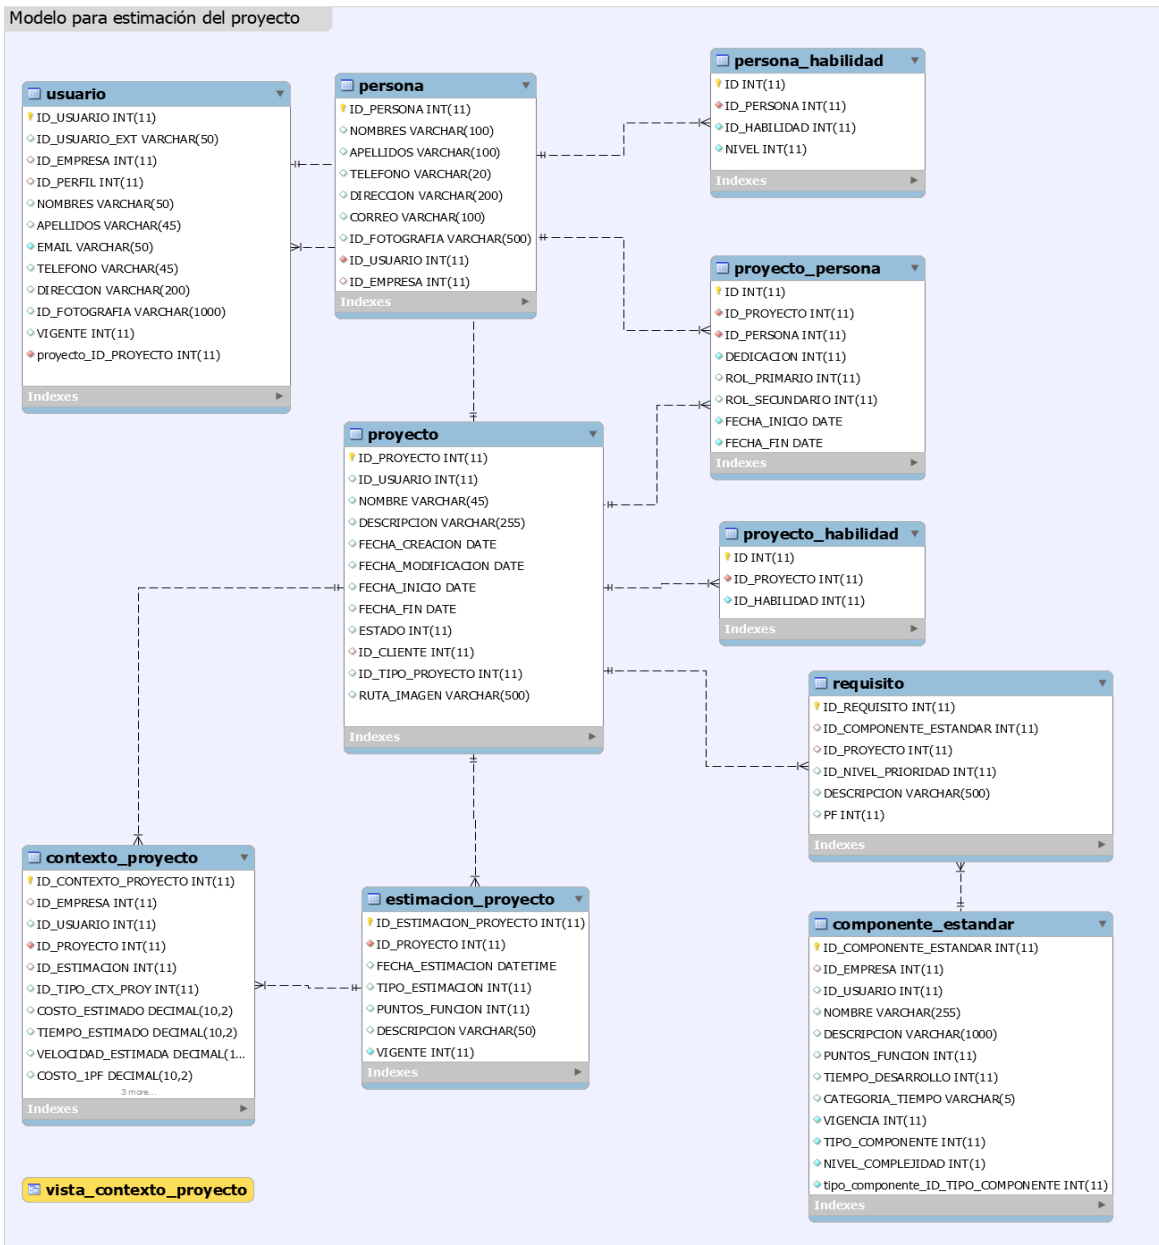 Modelo para estimación del proyecto
usuario
ID_USUARIO INT(11)
ID_USUARIO_EXT VARCHAR(50)
ID_EMPRESA INT(11)
ID_PERFIL INT(11)
NOMBRES VARCHAR(50)
APELLIDOS VARCHAR(45)
EMAIL VARCHAR(50)
TELEFONO VARCHAR(45)
DIRECCION VARCHAR(200)
ID_FOTOGRAFIA VARCHAR(1000)
VIGENTE INT(11)
proyecto_ID_PROYECTO INT(11)
Indexes
persona
ID_PERSONA INT(11)
NOMBRES VARCHAR(100)
APELLIDOS VARCHAR(100)
TELEFONO VARCHAR(20)
DIRECCION VARCHAR(200)
CORREO VARCHAR(100)
ID_FOTOGRAFIA VARCHAR(500)
ID_USUARIO INT(11)
ID_EMPRESA INT(11)
Indexes
persona_habilidad
ID INT(11)
ID_PERSONA INT(11)
ID_HABILIDAD INT(11)
NIVEL INT(11)
Indexes
proyecto_persona
ID INT(11)
ID_PROYECTO INT(11)
ID_PERSONA INT(11)
DEDICACION INT(11)
ROL_PRIMARIO INT(11)
ROL_SECUNDARIO INT(11)
FECHA_INICIO DATE
FECHA_FIN DATE
Indexes
proyecto
ID_PROYECTO INT(11)
ID_USUARIO INT(11)
NOMBRE VARCHAR(45)
DESCRIPCION VARCHAR(255)
FECHA_CREACION DATE
FECHA_MODIFICACION DATE
FECHA_INICIO DATE
FECHA_FIN DATE
ESTADO INT(11)
ID_CLIENTE INT(11)
ID_TIPO_PROYECTO INT(11)
RUTA_IMAGEN VARCHAR(500)
Indexes
proyecto_habilidad
ID INT(11)
ID_PROYECTO INT(11)
ID_HABILIDAD INT(11)
Indexes
requisito
ID_REQUISITO INT(11)
ID_COMPONENTE_ESTANDAR INT(11)
ID_PROYECTO INT(11)
ID_NIVEL_PRIORIDAD INT(11)
DESCRIPCION VARCHAR(500)
PF INT(11)
Indexes
contexto_proyecto
ID_CONTEXTO_PROYECTO INT(11)
ID_EMPRESA INT(11)
ID_USUARIO INT(11)
ID_PROYECTO INT(11)
ID_ESTIMACION INT(11)
ID_TIPO_CTX_PROY INT(11)
COSTO_ESTIMADO DECIMAL(10,2)
TIEMPO_ESTIMADO DECIMAL(10,2)
VELOCIDAD_ESTIMADA DECIMAL(1...
COSTO_1PF DECIMAL(10,2)
3 more...
Indexes
estimacion_proyecto
ID_ESTIMACION_PROYECTO INT(11)
ID_PROYECTO INT(11)
FECHA_ESTIMACION DATETIME
TIPO_ESTIMACION INT(11)
PUNTOS_FUNCION INT(11)
DESCRIPCION VARCHAR(50)
VIGENTE INT(11)
Indexes
componente_estandar
ID_COMPONENTE_ESTANDAR INT(11)
ID_EMPRESA INT(11)
ID_USUARIO INT(11)
NOMBRE VARCHAR(255)
DESCRIPCION VARCHAR(1000)
PUNTOS_FUNCION INT(11)
TIEMPO_DESARROLLO INT(11)
CATEGORIA_TIEMPO VARCHAR(5)
VIGENCIA INT(11)
TIPO_COMPONENTE INT(11)
NIVEL_COMPLEJIDAD INT(1)
tipo_componente_ID_TIPO_COMPONENTE INT(11)
Indexes
vista_contexto_proyecto